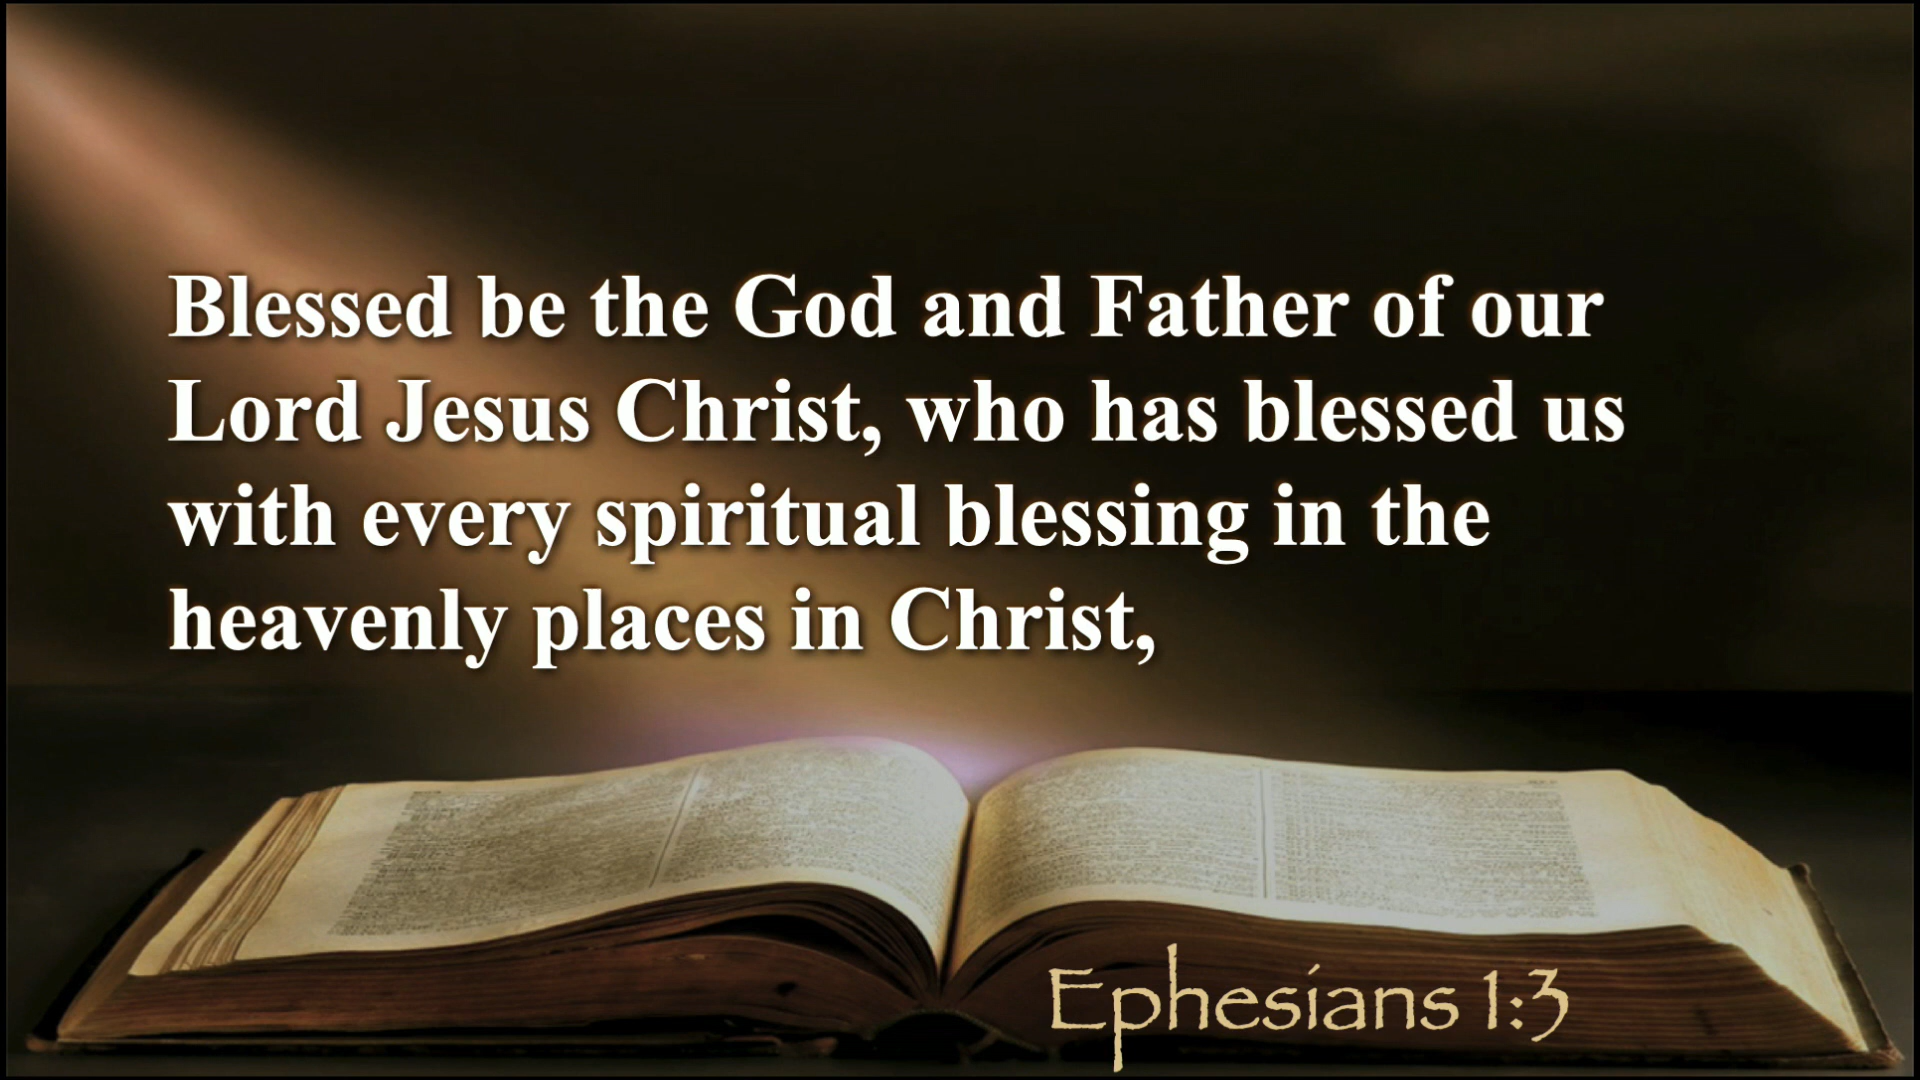 Blessed be the God and Father of our
Lord Jesus Christ, who has blessed us
with every spiritual blessing in the
heavenly places in Christ,
Ephesians 1:3